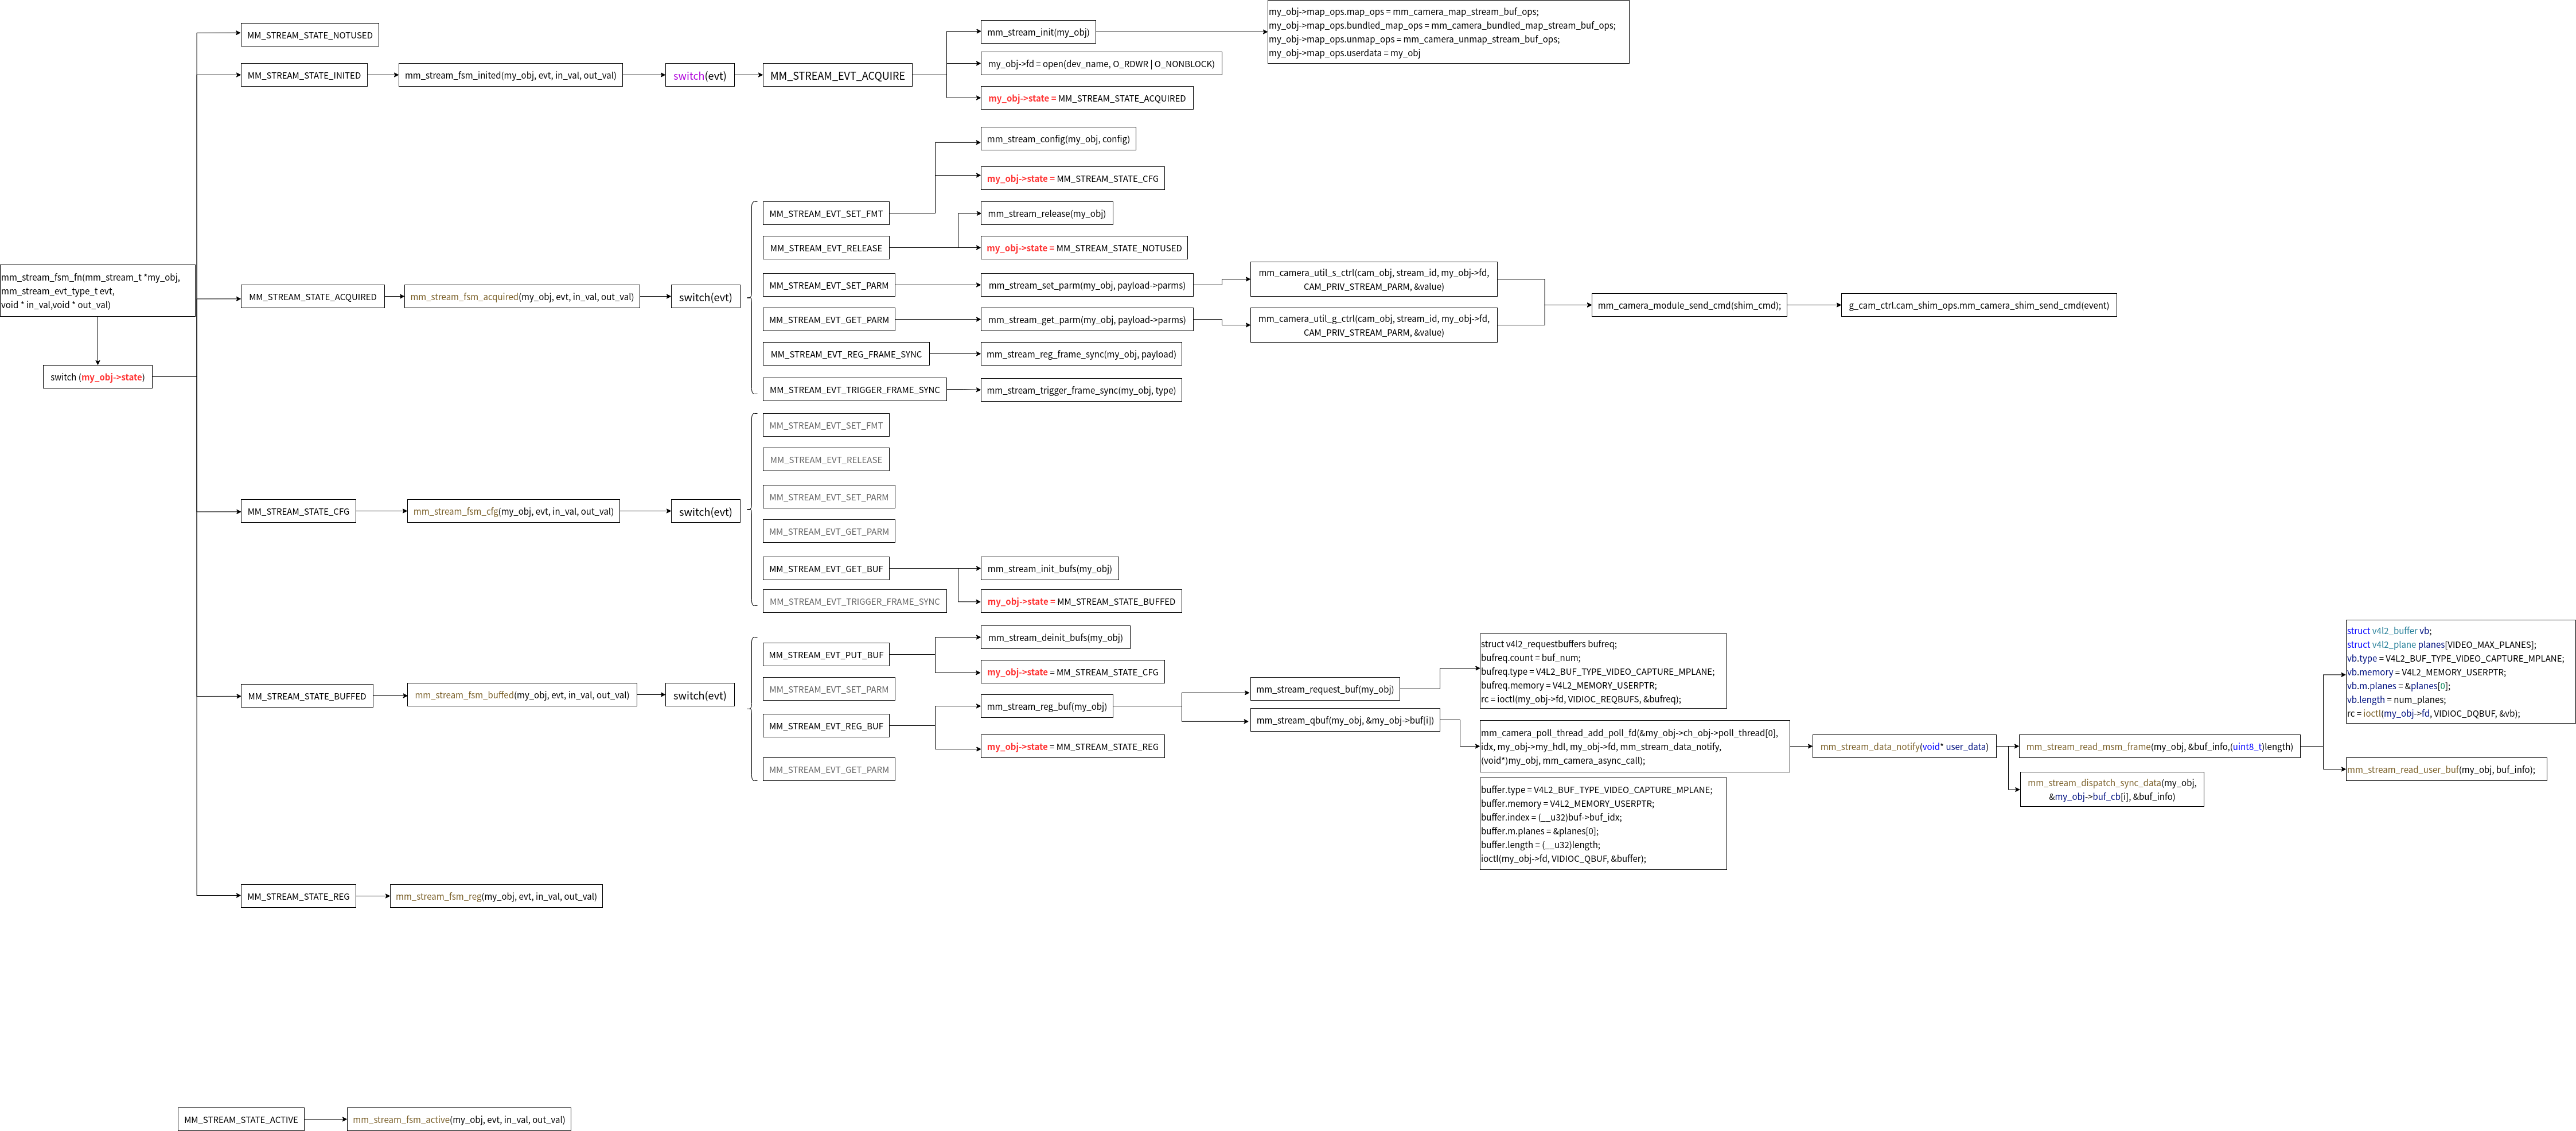 mm_stream_fsm_fn(mm_stream_t *my_obj,
mm_stream_evt_type_t evt,
void * in_val,void * out_val)
switch (my_obj->state)
MM_STREAM_STATE_NOTUSED
MM_STREAM_STATE_INITED
mm_stream_fsm_inited(my_obj, evt, in_val, out_val)
switch(evt)
MM_STREAM_EVT_ACQUIRE
mm_stream_init(my_obj)
my_obj->map_ops.map_ops = mm_camera_map_stream_buf_ops;
my_obj->map_ops.bundled_map_ops = mm_camera_bundled_map_stream_buf_ops;
my_obj->map_ops.unmap_ops = mm_camera_unmap_stream_buf_ops;
my_obj->map_ops.userdata = my_obj
my_obj->fd = open(dev_name, O_RDWR | O_NONBLOCK)
my_obj->state = MM_STREAM_STATE_ACQUIRED
MM_STREAM_STATE_ACQUIRED
mm_stream_fsm_acquired(my_obj, evt, in_val, out_val)
switch(evt)
MM_STREAM_EVT_SET_FMT
mm_stream_config(my_obj, config)
my_obj->state = MM_STREAM_STATE_CFG
MM_STREAM_EVT_RELEASE
mm_stream_release(my_obj)
my_obj->state = MM_STREAM_STATE_NOTUSED
MM_STREAM_EVT_SET_PARM
mm_stream_set_parm(my_obj, payload->parms)
mm_camera_util_s_ctrl(cam_obj, stream_id, my_obj->fd,
CAM_PRIV_STREAM_PARM, &value)
MM_STREAM_EVT_GET_PARM
mm_stream_get_parm(my_obj, payload->parms)
mm_camera_util_g_ctrl(cam_obj, stream_id, my_obj->fd,
CAM_PRIV_STREAM_PARM, &value)
mm_camera_module_send_cmd(shim_cmd);
g_cam_ctrl.cam_shim_ops.mm_camera_shim_send_cmd(event)
MM_STREAM_EVT_REG_FRAME_SYNC
mm_stream_reg_frame_sync(my_obj, payload)
MM_STREAM_EVT_TRIGGER_FRAME_SYNC
mm_stream_trigger_frame_sync(my_obj, type)
MM_STREAM_STATE_CFG
mm_stream_fsm_cfg(my_obj, evt, in_val, out_val)
switch(evt)
MM_STREAM_EVT_SET_FMT
MM_STREAM_EVT_RELEASE
MM_STREAM_EVT_SET_PARM
MM_STREAM_EVT_GET_PARM
MM_STREAM_EVT_GET_BUF
mm_stream_init_bufs(my_obj)
my_obj->state = MM_STREAM_STATE_BUFFED
MM_STREAM_EVT_TRIGGER_FRAME_SYNC
MM_STREAM_STATE_BUFFED
mm_stream_fsm_buffed(my_obj, evt, in_val, out_val)
switch(evt)
MM_STREAM_EVT_PUT_BUF
mm_stream_deinit_bufs(my_obj)
my_obj->state = MM_STREAM_STATE_CFG
MM_STREAM_EVT_SET_PARM
MM_STREAM_EVT_REG_BUF
mm_stream_reg_buf(my_obj)
my_obj->state = MM_STREAM_STATE_REG
MM_STREAM_EVT_GET_PARM
mm_stream_request_buf(my_obj)
struct v4l2_requestbuffers bufreq;
bufreq.count = buf_num;
bufreq.type = V4L2_BUF_TYPE_VIDEO_CAPTURE_MPLANE;
bufreq.memory = V4L2_MEMORY_USERPTR;
rc = ioctl(my_obj->fd, VIDIOC_REQBUFS, &bufreq);
mm_stream_qbuf(my_obj, &my_obj->buf[i])
mm_camera_poll_thread_add_poll_fd(&my_obj->ch_obj->poll_thread[0],
idx, my_obj->my_hdl, my_obj->fd, mm_stream_data_notify,
(void*)my_obj, mm_camera_async_call);
buffer.type = V4L2_BUF_TYPE_VIDEO_CAPTURE_MPLANE;
buffer.memory = V4L2_MEMORY_USERPTR;
buffer.index = (__u32)buf->buf_idx;
buffer.m.planes = &planes[0];
buffer.length = (__u32)length;
ioctl(my_obj->fd, VIDIOC_QBUF, &buffer);
mm_stream_data_notify(void* user_data)
mm_stream_read_msm_frame(my_obj, &buf_info,(uint8_t)length)
mm_stream_dispatch_sync_data(my_obj,
&my_obj->buf_cb[i], &buf_info)
struct v4l2_buffer vb;
struct v4l2_plane planes[VIDEO_MAX_PLANES];
vb.type = V4L2_BUF_TYPE_VIDEO_CAPTURE_MPLANE;
vb.memory = V4L2_MEMORY_USERPTR;
vb.m.planes = &planes[0];
vb.length = num_planes;
rc = ioctl(my_obj->fd, VIDIOC_DQBUF, &vb);
mm_stream_read_user_buf(my_obj, buf_info);
MM_STREAM_STATE_REG
mm_stream_fsm_reg(my_obj, evt, in_val, out_val)
MM_STREAM_STATE_ACTIVE
mm_stream_fsm_active(my_obj, evt, in_val, out_val)